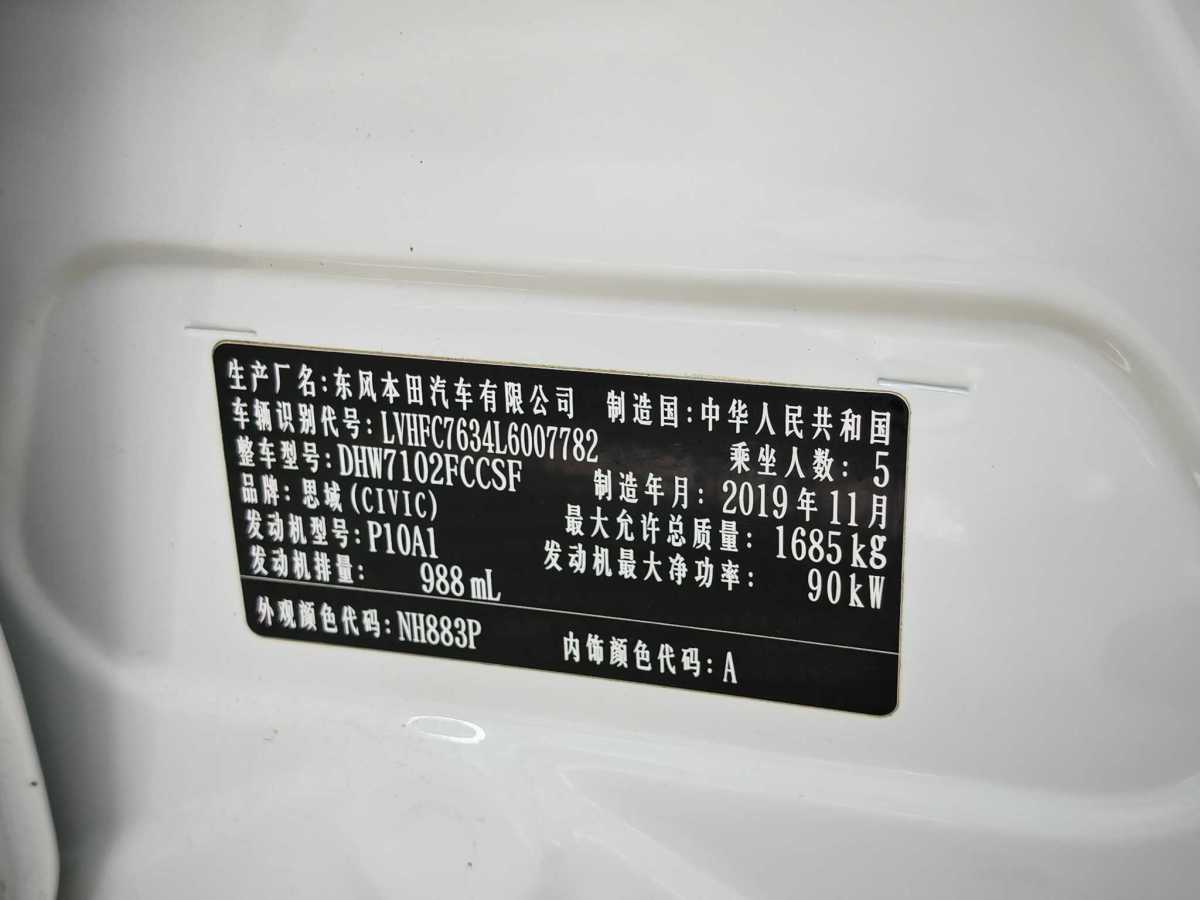 生产厂名：东风本田汽车有限公司 制造国：中华人民共和国
车辆识别代号：LVHFC7634L6007782 乘坐人数：5
整车型号：DHW7102FCCSF 制造年月：2019年11月
品牌：思域(CIVIC) 最大允许总质量：1685kg
发动机型号：P10A1 发动机最大净功率：90kW
发动机排量：988mL
外观颜色代码：NH883P 内饰颜色代码：A